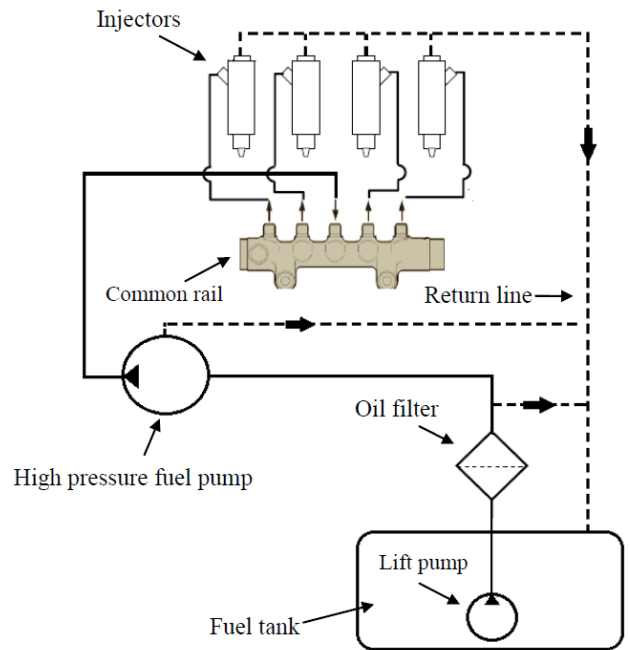 Injectors
Common rail
Return line
Oil filter
High pressure fuel pump
Lift pump
Fuel tank